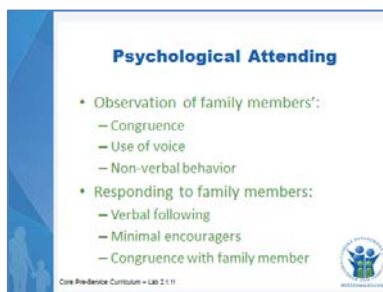 Psychological Attending
• Observation of family members':
– Congruence
– Use of voice
– Non-verbal behavior
• Responding to family members:
– Verbal following
– Minimal encouragers
– Congruence with family member
Core Pre-Service Curriculum – Lab 2.1.11